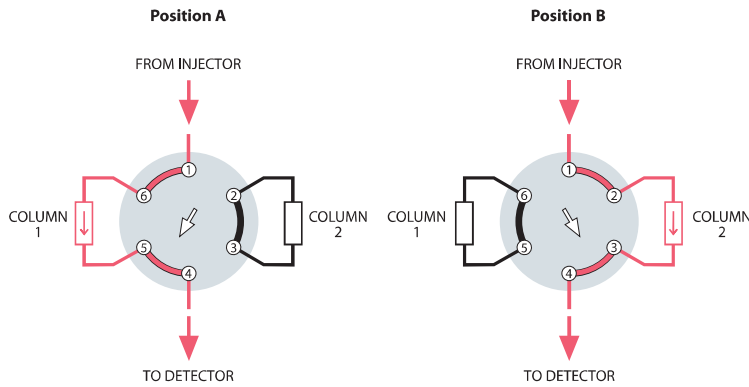 Position A
FROM INJECTOR
1
6
2
5
3
4
COLUMN
1
COLUMN
2
TO DETECTOR
Position B
FROM INJECTOR
1
6
2
5
3
4
COLUMN
1
COLUMN
2
TO DETECTOR